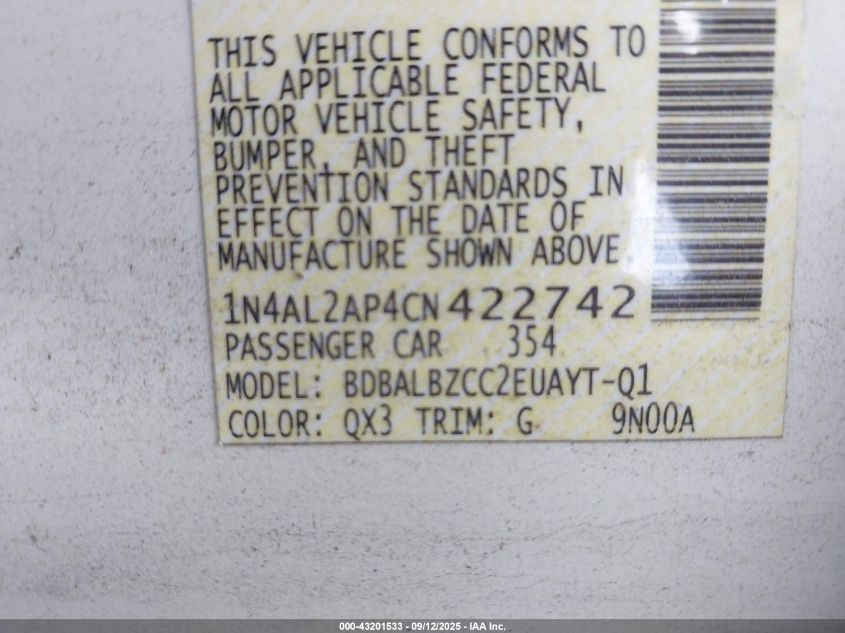 THIS VEHICLE CONFORMS TO
ALL APPLICABLE FEDERAL
MOTOR VEHICLE SAFETY,
BUMPER, AND THEFT
PREVENTION STANDARDS IN
EFFECT ON THE DATE OF
MANUFACTURE SHOWN ABOVE.
1N4AL2AP4CN422742
PASSENGER CAR 354
MODEL: BDBALBZCC2EUAYT-Q1
COLOR: QX3 TRIM: G 9N00A
000-43201533 - 09/12/2025 - IAA Inc.